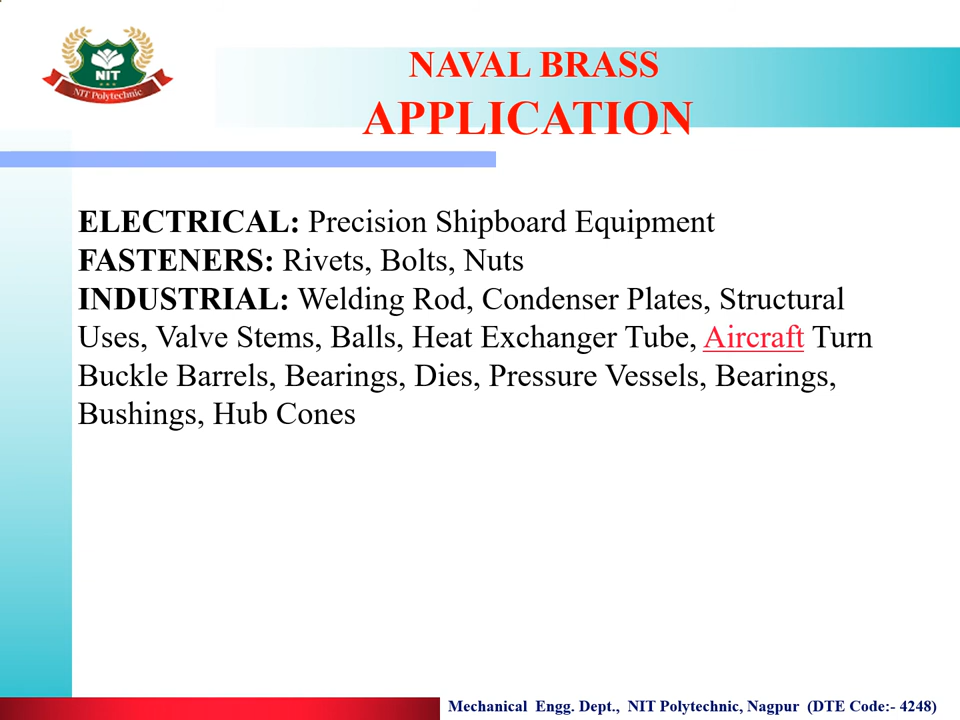 NIT
NIT Polytechnic
NAVAL BRASS
APPLICATION
ELECTRICAL: Precision Shipboard Equipment
FASTENERS: Rivets, Bolts, Nuts
INDUSTRIAL: Welding Rod, Condenser Plates, Structural
Uses, Valve Stems, Balls, Heat Exchanger Tube, Aircraft Turn
Buckle Barrels, Bearings, Dies, Pressure Vessels, Bearings,
Bushings, Hub Cones
Mechanical Engg. Dept., NIT Polytechnic, Nagpur (DTE Code:- 4248)